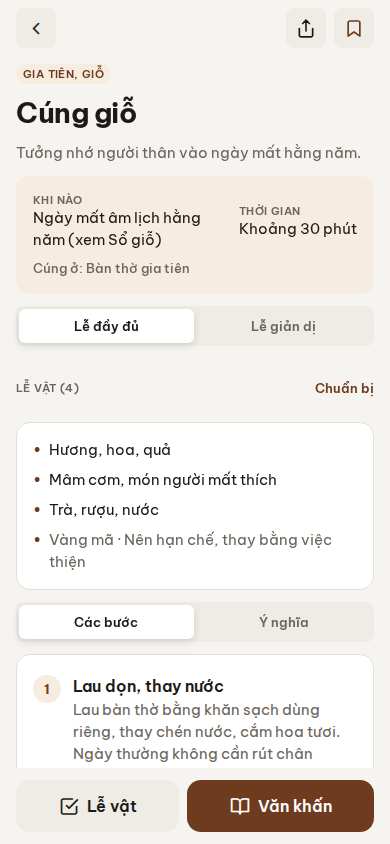 GIA TIÊN, GIỖ
Cúng giỗ
Tưởng nhớ người thân vào ngày mất hằng năm.
KHI NÀO
Ngày mất âm lịch hằng
năm (xem Sổ giỗ)
THỜI GIAN
Khoảng 30 phút
Cúng ở: Bàn thờ gia tiên
Lễ đầy đủ
Lễ giản dị
LỄ VẬT (4)
Chuẩn bị
• Hương, hoa, quả
• Mâm cơm, món người mất thích
• Trà, rượu, nước
• Vàng mã · Nên hạn chế, thay bằng việc
thiện
Các bước
Ý nghĩa
1
Lau dọn, thay nước
Lau bàn thờ bằng khăn sạch dùng
riêng, thay chén nước, cắm hoa tươi.
Ngày thường không cần rút chân
Lễ vật
Văn khấn